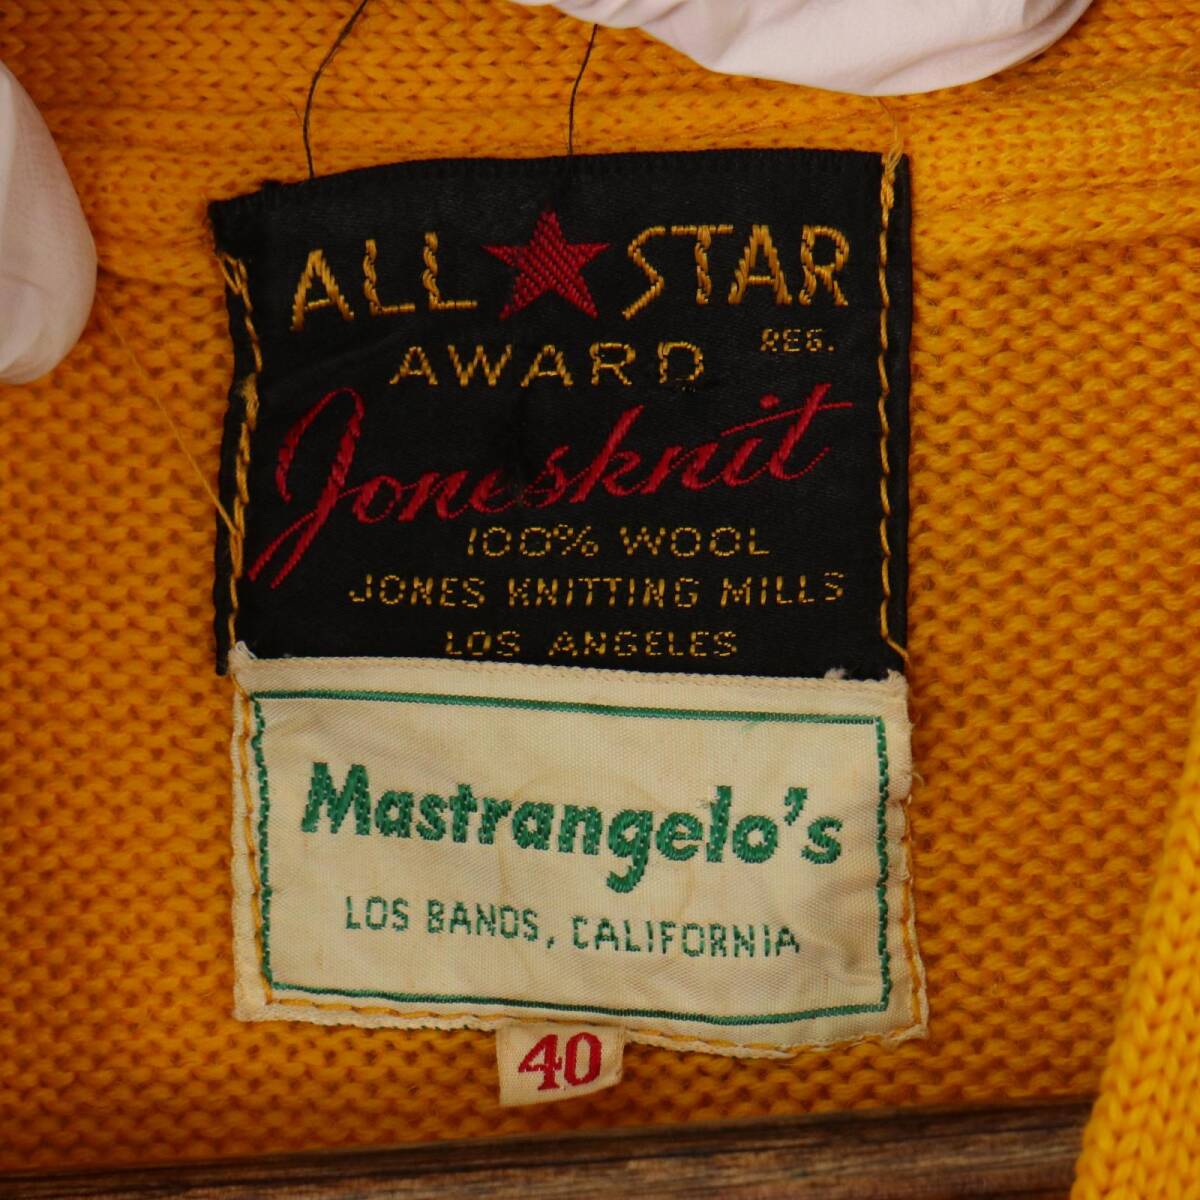 ALL STAR
AWARD REG.
Jonesknit
100% WOOL
JONES KNITTING MILLS
LOS ANGELES
Mastrangelo's
LOS BANOS, CALIFORNIA
40